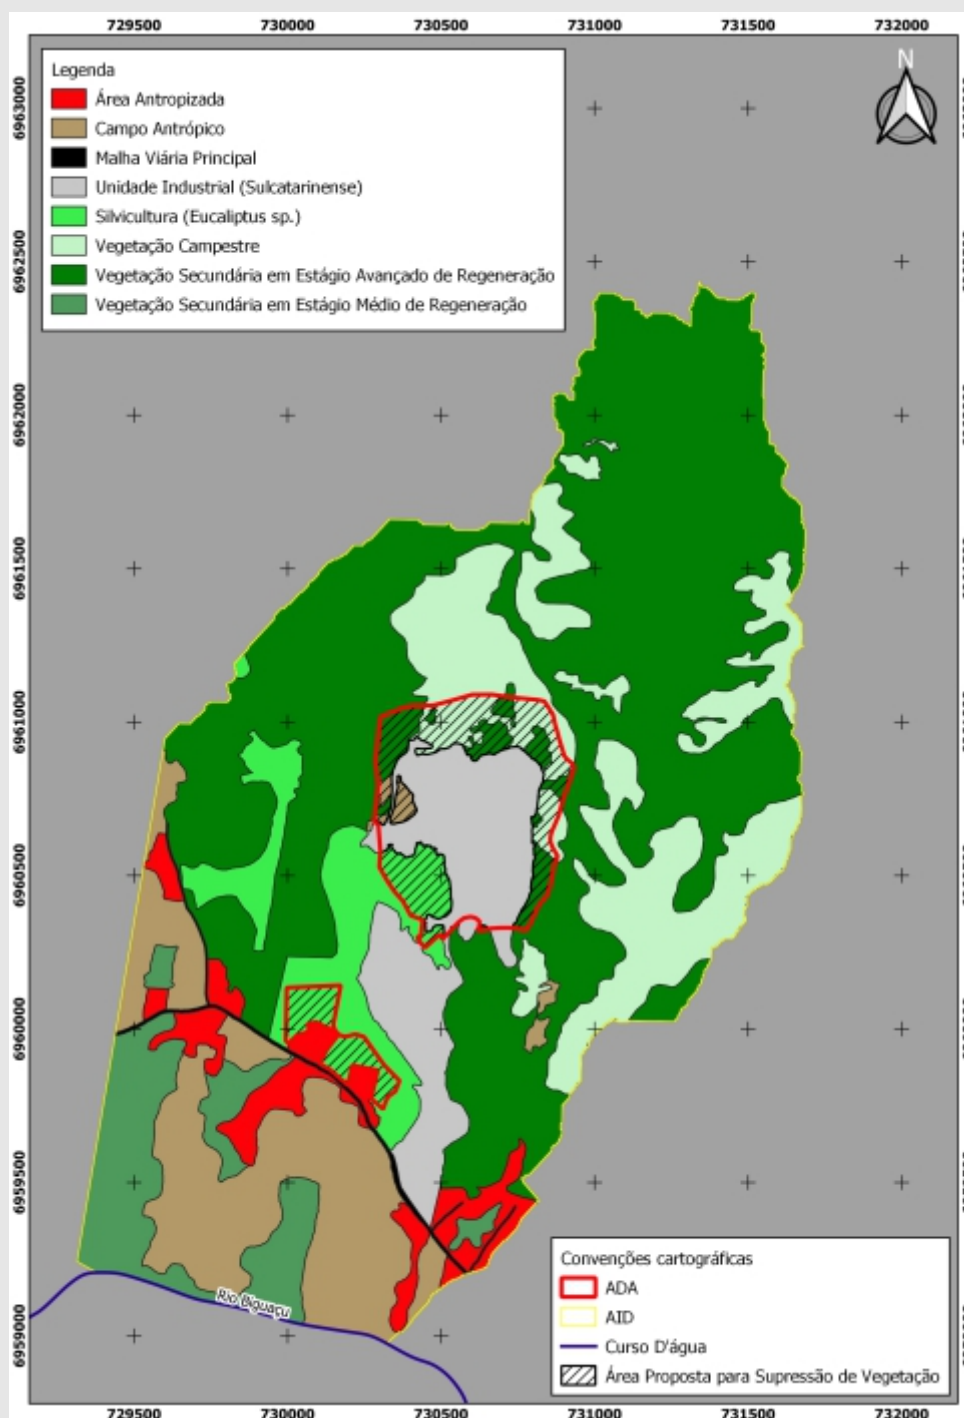 729500 730000 730500 731000 731500 732000
N
Legenda
Área Antropizada
Campo Antrópico
Malha Viária Principal
Unidade Industrial (Sulcatarinense)
Silvicultura (Eucaliptus sp.)
Vegetação Campestre
Vegetação Secundária em Estágio Avançado de Regeneração
Vegetação Secundária em Estágio Médio de Regeneração
6963000
6962500
6962000
6961500
6961000
6960500
6960000
6959500
6959000
Rio Biguaçu
Convenções cartográficas
ADA
AID
Curso D'água
Área Proposta para Supressão de Vegetação
729500 730000 730500 731000 731500 732000